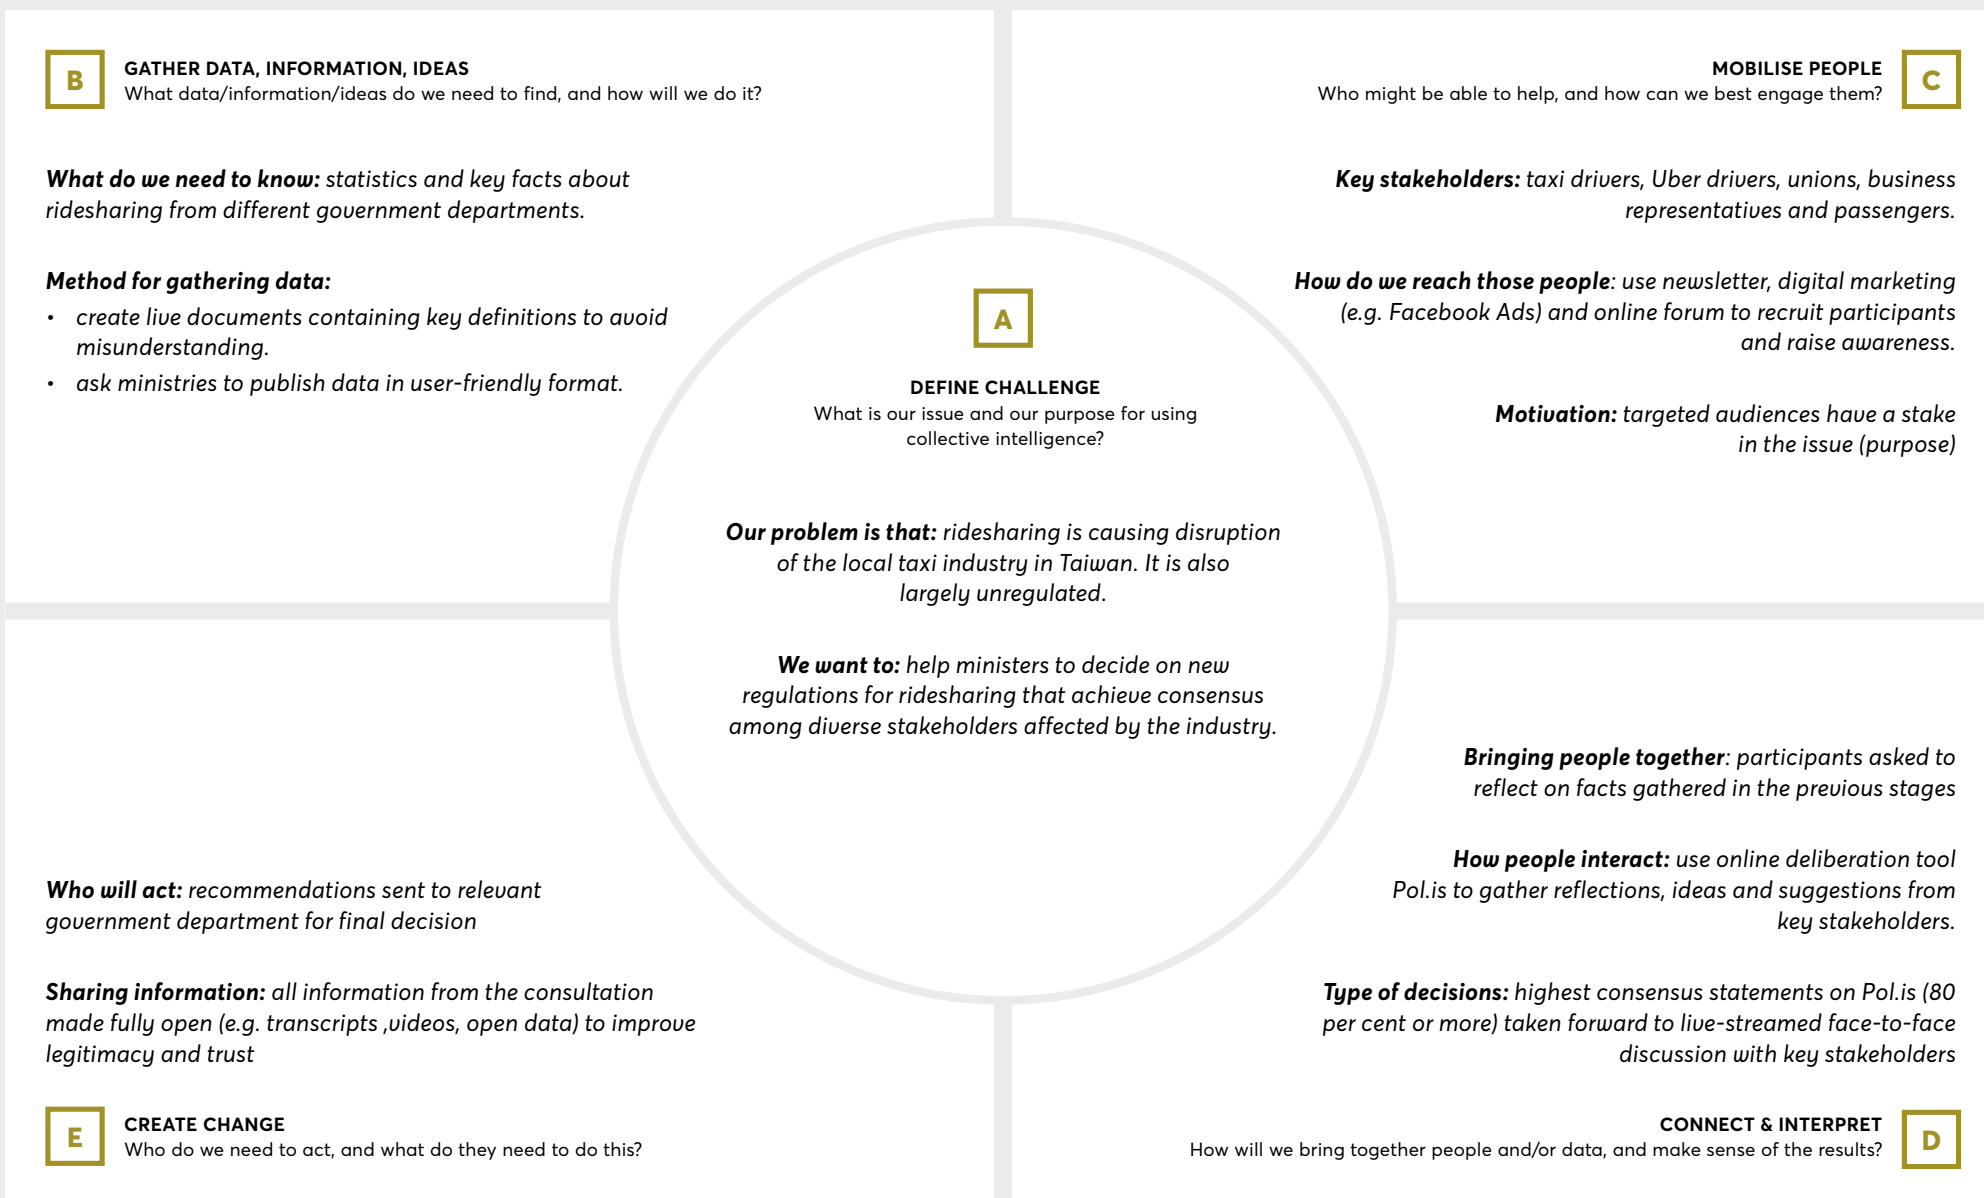 B
GATHER DATA, INFORMATION, IDEAS
What data/information/ideas do we need to find, and how will we do it?
What do we need to know: statistics and key facts about
ridesharing from different government departments.
Method for gathering data:
• create live documents containing key definitions to avoid
misunderstanding.
• ask ministries to publish data in user-friendly format.
MOBILISE PEOPLE
C
Who might be able to help, and how can we best engage them?
Key stakeholders: taxi drivers, Uber drivers, unions, business
representatives and passengers.
How do we reach those people: use newsletter, digital marketing
(e.g. Facebook Ads) and online forum to recruit participants
and raise awareness.
Motivation: targeted audiences have a stake
in the issue (purpose)
A
DEFINE CHALLENGE
What is our issue and our purpose for using
collective intelligence?
Our problem is that: ridesharing is causing disruption
of the local taxi industry in Taiwan. It is also
largely unregulated.
We want to: help ministers to decide on new
regulations for ridesharing that achieve consensus
among diverse stakeholders affected by the industry.
Bringing people together: participants asked to
reflect on facts gathered in the previous stages
How people interact: use online deliberation tool
Pol.is to gather reflections, ideas and suggestions from
key stakeholders.
Type of decisions: highest consensus statements on Pol.is (80
per cent or more) taken forward to live-streamed face-to-face
discussion with key stakeholders
CONNECT & INTERPRET
D
How will we bring together people and/or data, and make sense of the results?
Who will act: recommendations sent to relevant
government department for final decision
Sharing information: all information from the consultation
made fully open (e.g. transcripts ,videos, open data) to improve
legitimacy and trust
E
CREATE CHANGE
Who do we need to act, and what do they need to do this?